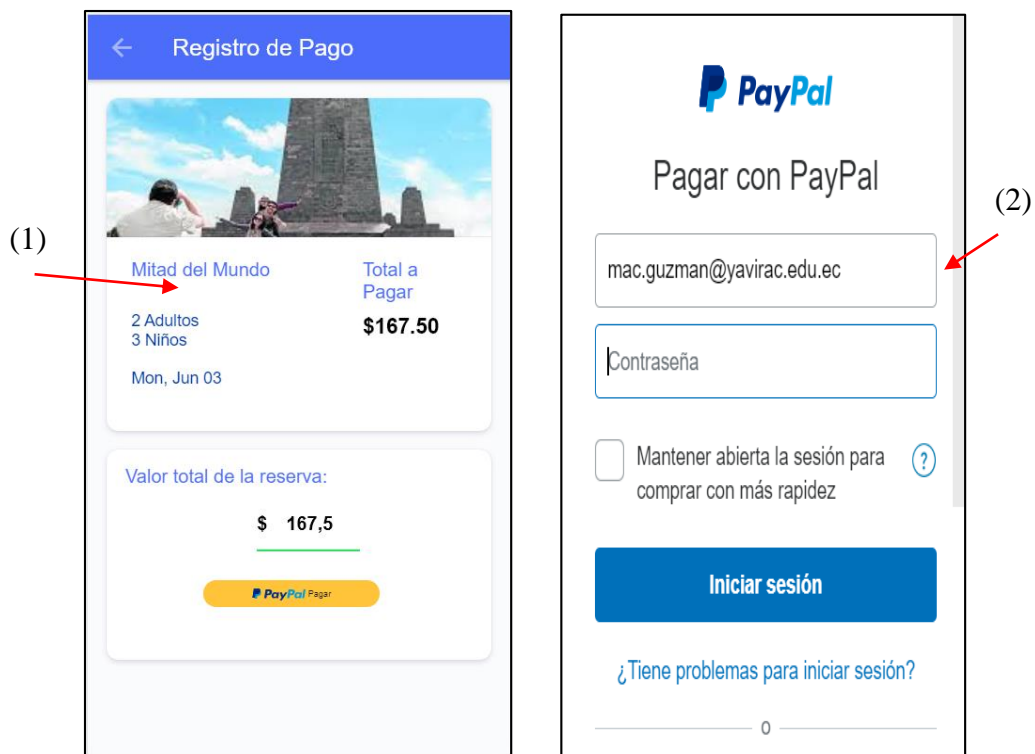 Registro de Pago
(1)
Mitad del Mundo
Total a
Pagar
2 Adultos
3 Niños
$167.50
Mon, Jun 03
Valor total de la reserva:
$ 167,5
PayPal Pagar
PayPal
Pagar con PayPal
(2)
mac.guzman@yavirac.edu.ec
Contraseña
Mantener abierta la sesión para
comprar con más rapidez
?
Iniciar sesión
¿Tiene problemas para iniciar sesión?
o